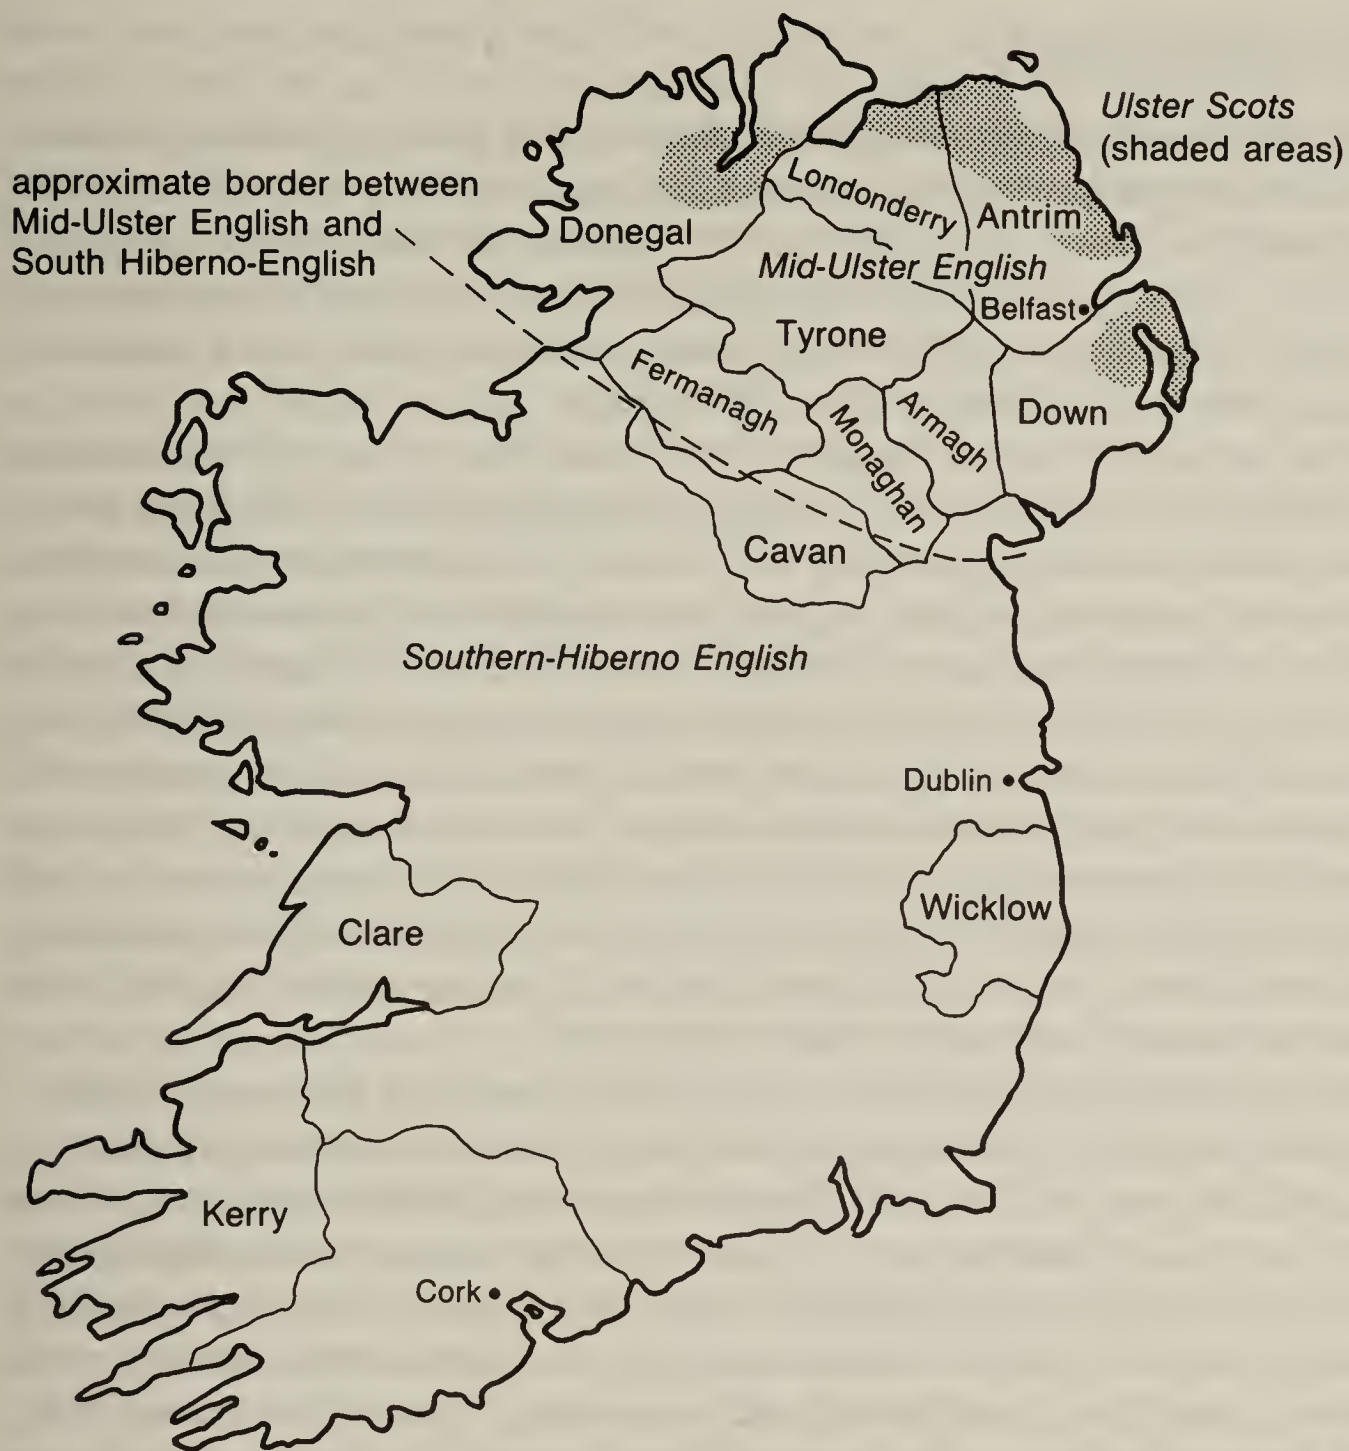 Ulster Scots
(shaded areas)
approximate border between
Mid-Ulster English and
South Hiberno-English
Donegal
Londonderry
Antrim
Mid-Ulster English
Belfast
Tyrone
Fermanagh
Monaghan
Armagh
Down
Cavan
Southern-Hiberno English
Dublin
Wicklow
Clare
Kerry
Cork